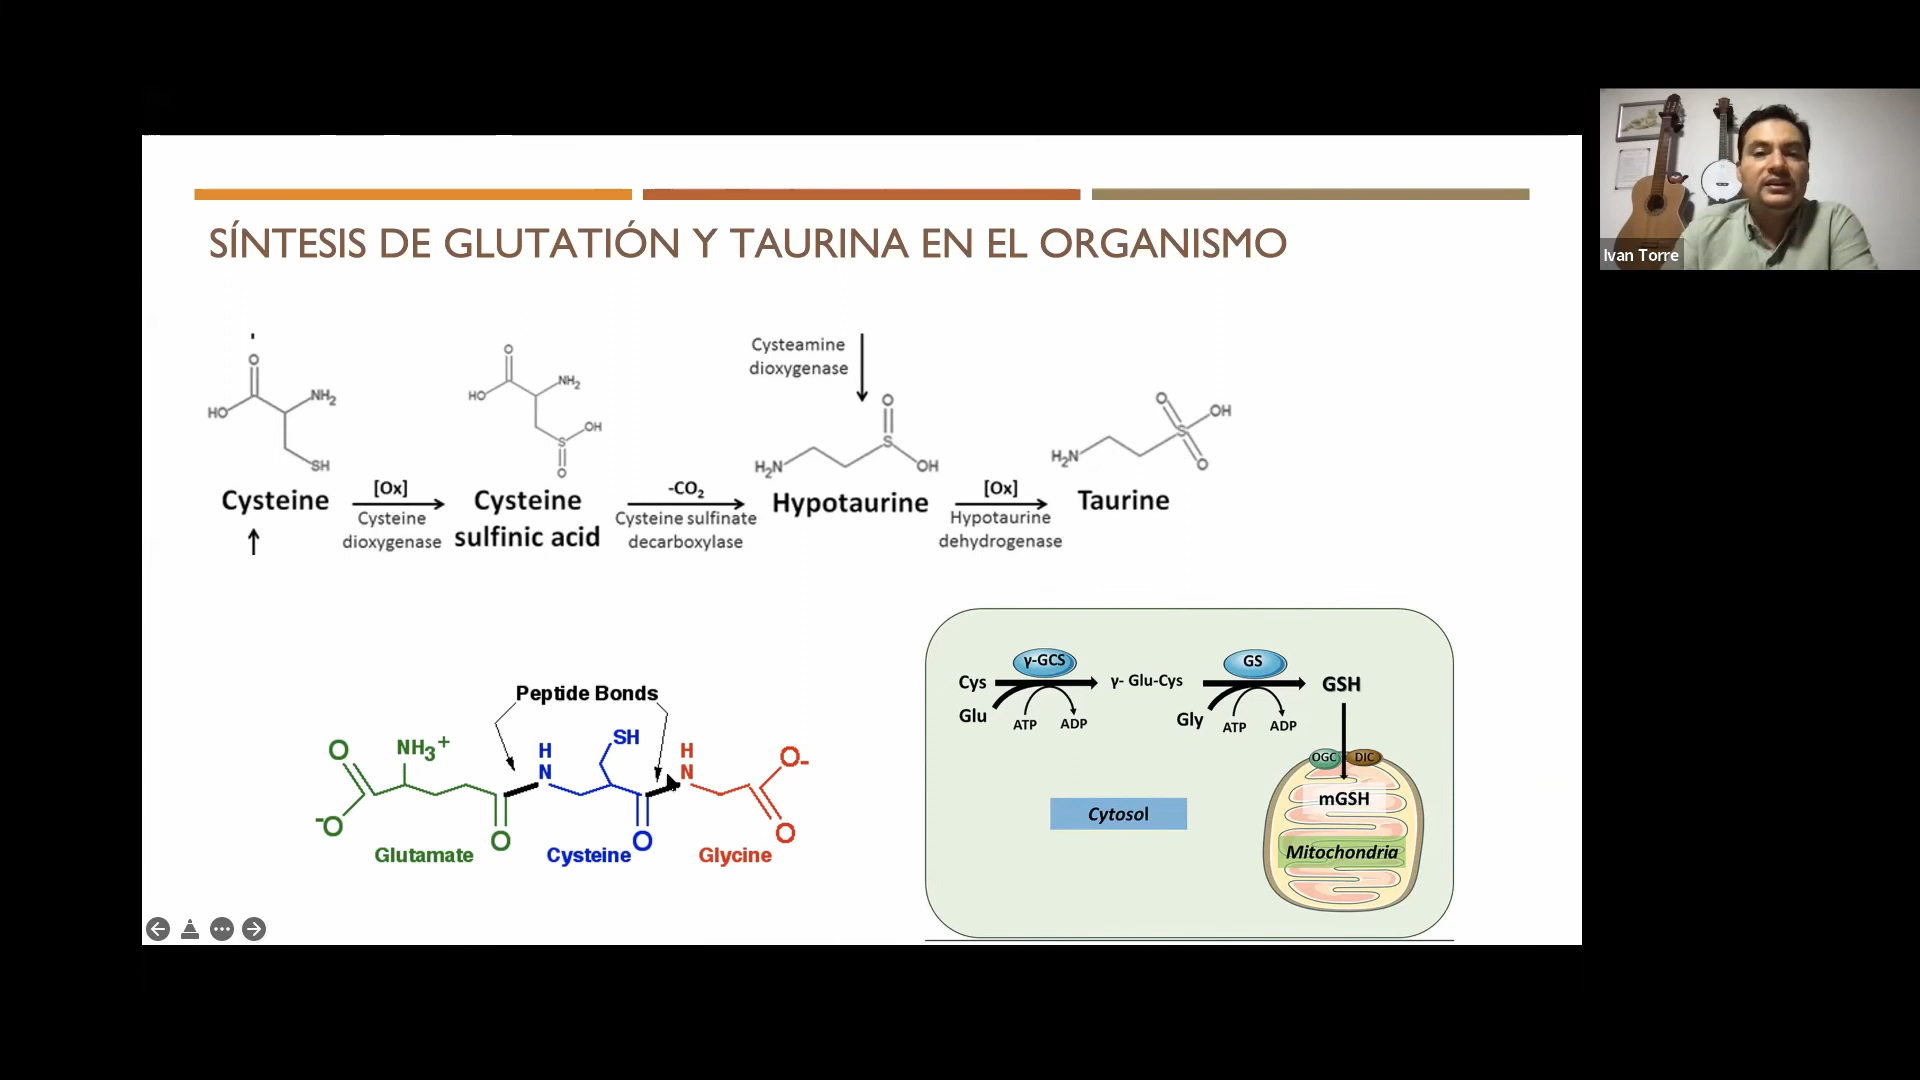 SÍNTESIS DE GLUTATIÓN Y TAURINA EN EL ORGANISMO
Ivan Torre
O
HO
NH2
SH
Cysteine
[Ox]
Cysteine
dioxygenase
O
HO
NH2
OH
S
O
Cysteine
sulfinic acid
-CO2
Cysteine sulfinate
decarboxylase
Cysteamine
dioxygenase
O
S
H2N
OH
Hypotaurine
[Ox]
Hypotaurine
dehydrogenase
O
OH
S
H2N
O
Taurine
Peptide Bonds
O
NH3+
-O
O
Glutamate
H
N
SH
O
Cysteine
H
N
O-
O
Glycine
γ-GCS
Cys
Glu
ATP
ADP
γ- Glu-Cys
GS
Gly
ATP
ADP
GSH
OGC
DIC
mGSH
Cytosol
Mitochondria